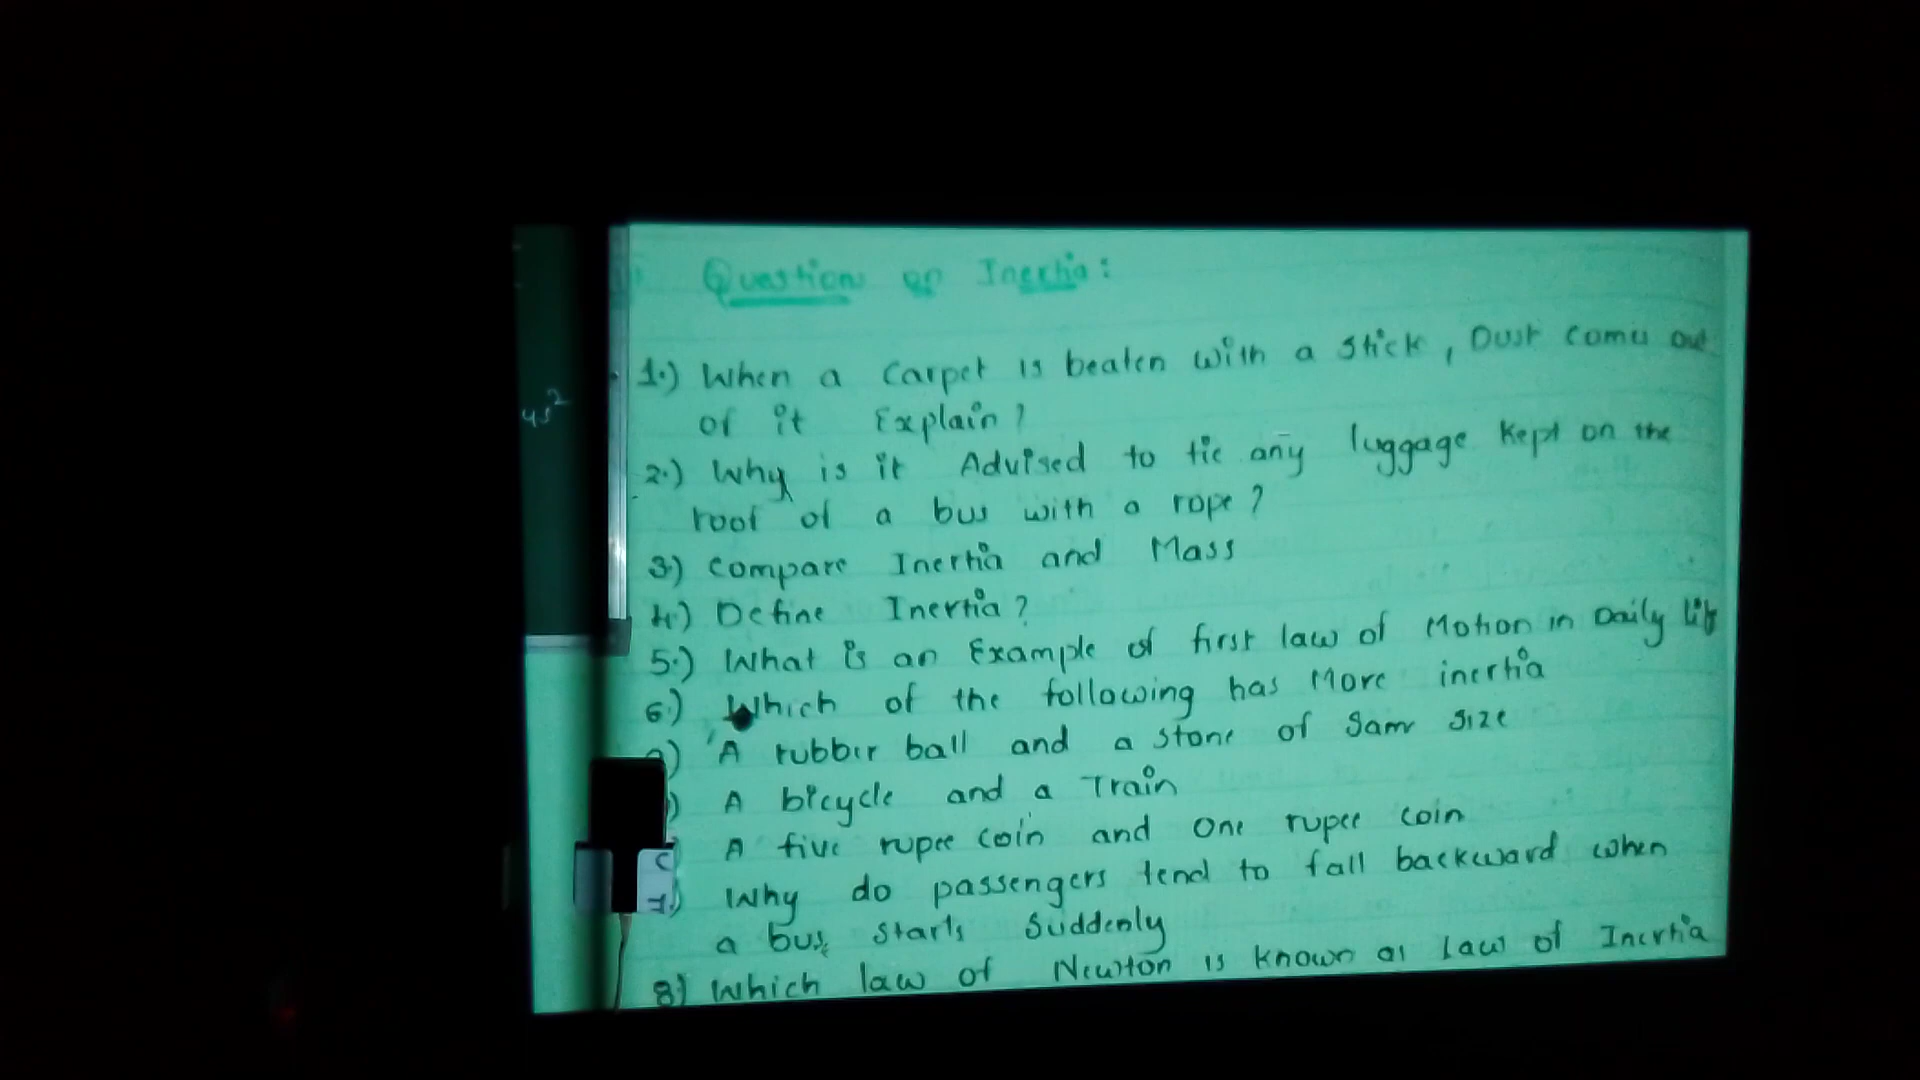 Question on Inertia:
1.) When a carpet is beaten with a stick, Dust comes out
of it Explain?
2.) Why is it Advised to tie any luggage kept on the
roof of a bus with a rope?
3) Compare Inertia and Mass
4.) Define Inertia?
5.) What is an Example of first law of Motion in Daily life
6.) Which of the following has More inertia
A rubber ball and a stone of same size
A bicycle and a Train
A five rupee coin and One rupee coin
Why do passengers tend to fall backward when
a bus starts Suddenly
8) Which law of Newton is known as law of Inertia